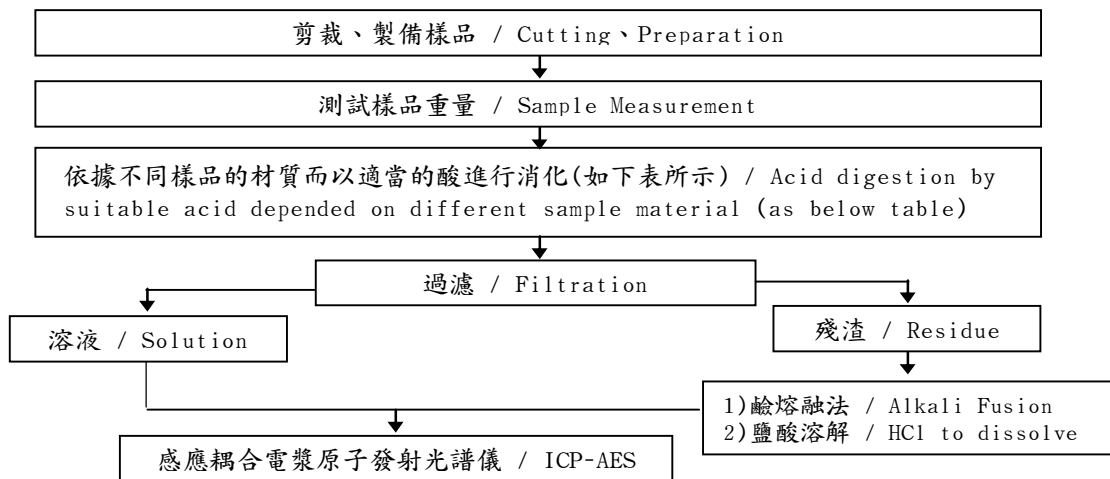 剪裁、製備樣品 / Cutting、Preparation
測試樣品重量 / Sample Measurement
依據不同樣品的材質而以適當的酸進行消化(如下表所示) / Acid digestion by
suitable acid depended on different sample material (as below table)
過濾 / Filtration
溶液 / Solution
殘渣 / Residue
1)鹼熔融法 / Alkali Fusion
2)鹽酸溶解 / HCl to dissolve
感應耦合電漿原子發射光譜儀 / ICP-AES